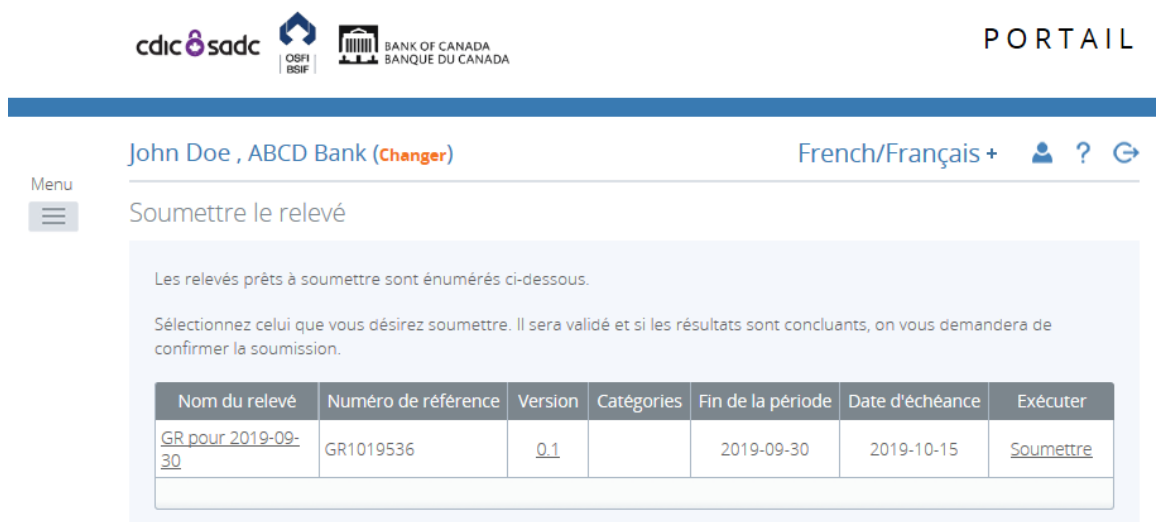 cdic sadc
OSFI
BSIF
BANK OF CANADA
BANQUE DU CANADA
PORTAIL
John Doe , ABCD Bank (Changer)
French/Français +
?
Menu
Soumettre le relevé
Les relevés prêts à soumettre sont énumérés ci-dessous.
Sélectionnez celui que vous désirez soumettre. Il sera validé et si les résultats sont concluants, on vous demandera de
confirmer la soumission.
Nom du relevé Numéro de référence Version Catégories Fin de la période Date d'échéance Exécuter
GR pour 2019-09-
30
GR1019536 0.1 2019-09-30 2019-10-15 Soumettre